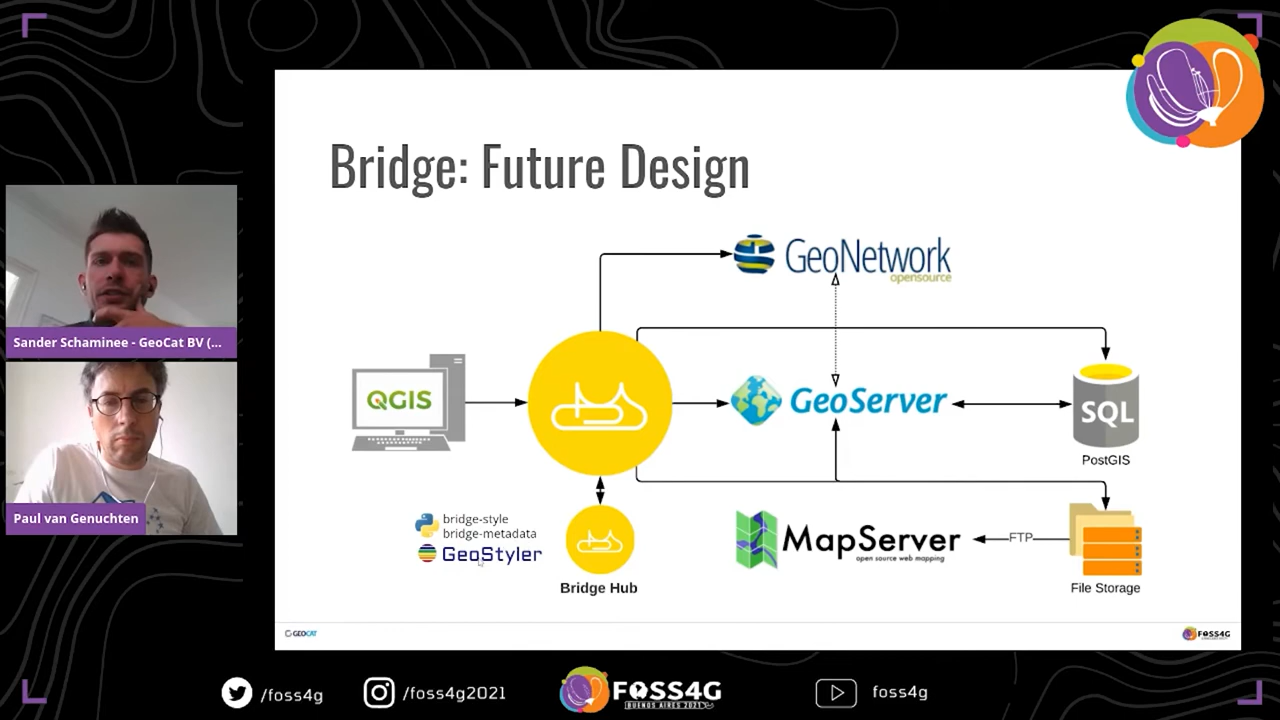 Bridge: Future Design
GeoNetwork
opensource
QGIS
GeoServer
SQL
PostGIS
bridge-style
bridge-metadata
GeoStyler
Bridge Hub
MapServer
open source web mapping
FTP
File Storage
GEOCAT
FOSS4G
Sander Schaminee - GeoCat BV (...
Paul van Genuchten
/foss4g
/foss4g2021
FOSS4G
BUENOS AIRES 2021
foss4g